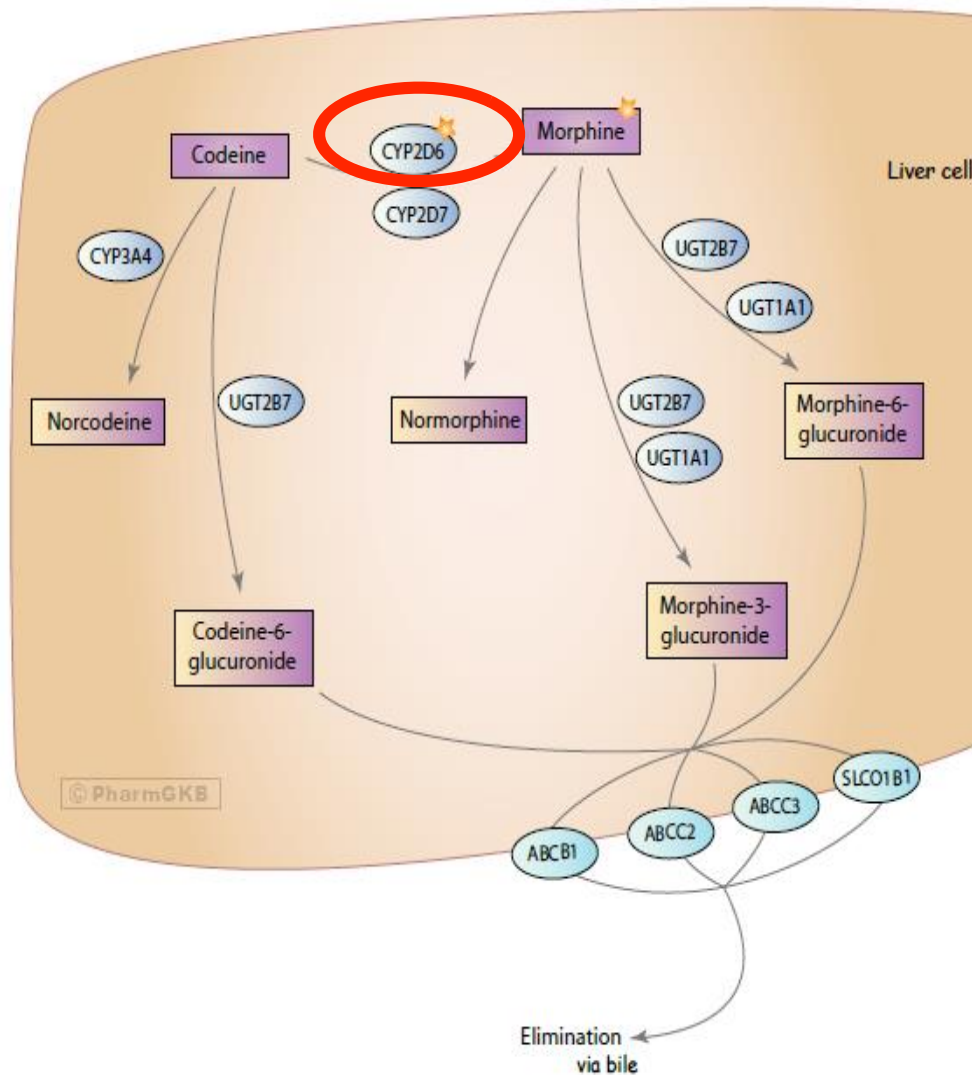 Codeine
CYP2D6
Morphine
Liver cell
CYP2D7
CYP3A4
UGT2B7
UGT1A1
Norcodeine
UGT2B7
Normorphine
UGT2B7
UGT1A1
Morphine-6-
glucuronide
Codeine-6-
glucuronide
Morphine-3-
glucuronide
© PharmGKB
ABCB1
ABCC2
ABCC3
SLCO1B1
Elimination
via bile